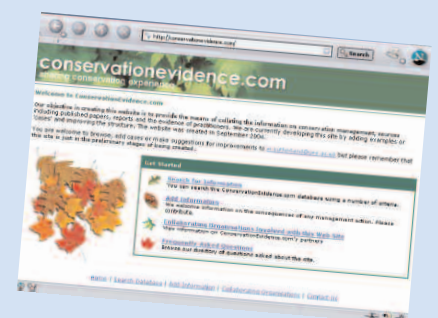 http://conservationevidence.com/
Search
conservationevidence.com
sharing conservation experience
Welcome to ConservationEvidence.com
Our objective in creating this website is to provide the means of collating the information on conservation management, sources
including published papers, reports and the evidence of practitioners. We are currently developing this site by adding examples or
'cases' and improving the structure. The website was created in September 2004.
You are welcome to browse, add cases or make suggestions for improvements to but please remember that
this site is just in the preliminary stages of being created.
Get Started
Search for Information
You can search the ConservationEvidence.com database using a number of criteria.
Add Information
We welcome information on the consequences of any management action. Please
contribute.
Collaborating Organisations Involved with this Web Site
View information on ConservationEvidence.com's partners
Frequently Asked Questions
Browse our directory of questions asked about the site.
Home | Search Database | Add Information | Collaborating Organisations | Contact Us